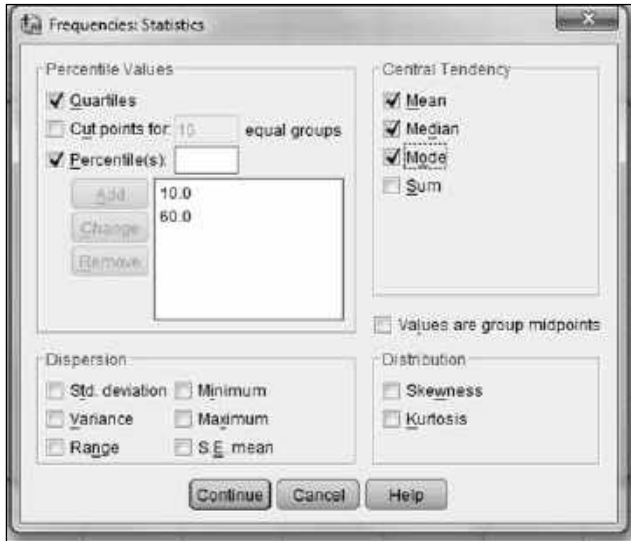 Frequencies: Statistics
Percentile Values
Quartiles
Cut points for: 10 equal groups
Percentile(s):
Add
Change
Remove
10.0
60.0
Central Tendency
Mean
Median
Mode
Sum
Values are group midpoints
Dispersion
Std. deviation Minimum
Variance Maximum
Range S.E. mean
Distribution
Skewness
Kurtosis
Continue Cancel Help